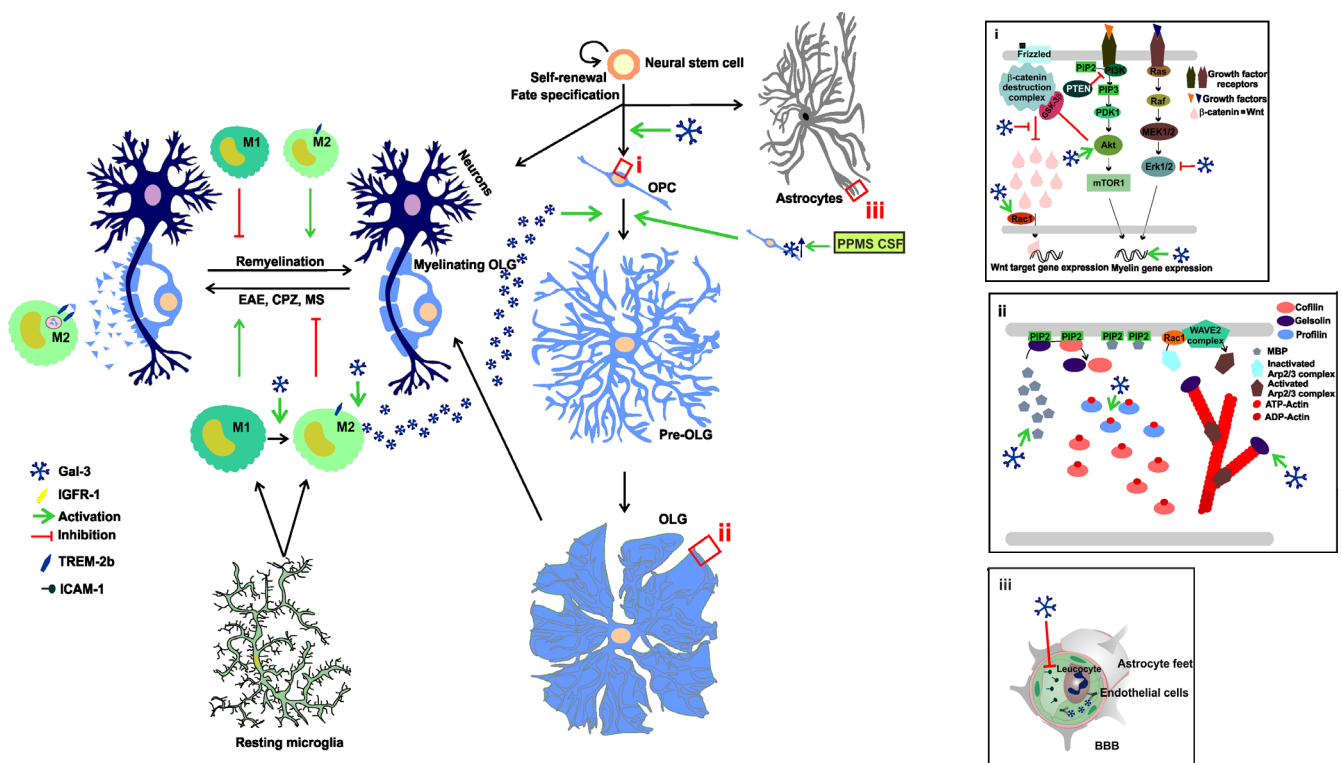 Neural stem cell
Self-renewal
Fate specification
M1
M2
Neurons
i
OPC
Astrocytes
iii
PPMS CSF
Remyelination
Myelinating OLG
EAE, CPZ, MS
M2
M1
M2
Pre-OLG
OLG
ii
Gal-3
IGFR-1
Activation
Inhibition
TREM-2b
ICAM-1
Resting microglia
i
Frizzled
β-catenin
destruction
complex
GSK-3β
PIP2
PI3K
PTEN
PIP3
PDK1
Akt
mTOR1
Ras
Raf
MEK1/2
Erk1/2
Rac1
Growth factor
receptors
Growth factors
β-catenin Wnt
Wnt target gene expression
Myelin gene expression
ii
PIP2
PIP2
PIP2
PIP2
Rac1
WAVE2
complex
Cofilin
Gelsolin
Profilin
MBP
Inactivated
Arp2/3 complex
Activated
Arp2/3 complex
ATP-Actin
ADP-Actin
iii
Leucocyte
Astrocyte feet
Endothelial cells
BBB